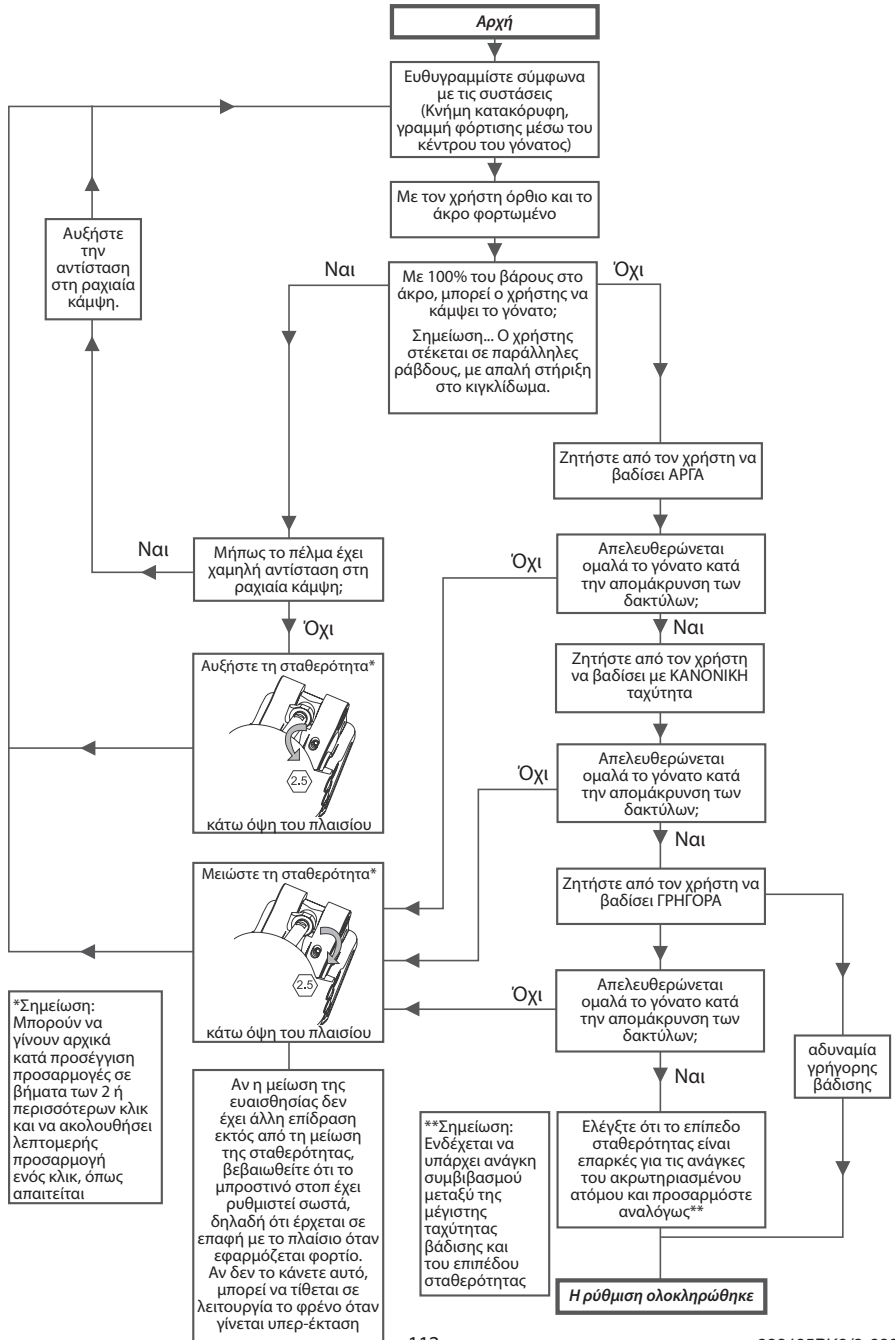 Αρχή
Ευθυγραμμίστε σύμφωνα
με τις συστάσεις
(Κνήμη κατακόρυφη,
γραμμή φόρτισης μέσω του
κέντρου του γόνατος)
Με τον χρήστη όρθιο και το
άκρο φορτωμένο
Αυξήστε
την
αντίσταση
στη ραχιαία
κάμψη.
Ναι
Με 100% του βάρους στο
άκρο, μπορεί ο χρήστης να
κάμψει το γόνατο;
Σημείωση... Ο χρήστης
στέκεται σε παράλληλες
ράβδους, με απαλή στήριξη
στο κιγκλίδωμα.
Όχι
Ζητήστε από τον χρήστη να
βαδίσει ΑΡΓΑ
Ναι
Μήπως το πέλμα έχει
χαμηλή αντίσταση στη
ραχιαία κάμψη;
Όχι
Όχι
Απελευθερώνεται
ομαλά το γόνατο κατά
την απομάκρυνση των
δακτύλων;
Ναι
Αυξήστε τη σταθερότητα*
2.5
κάτω όψη του πλαισίου
Ζητήστε από τον χρήστη
να βαδίσει με ΚΑΝΟΝΙΚΗ
ταχύτητα
Όχι
Απελευθερώνεται
ομαλά το γόνατο κατά
την απομάκρυνση των
δακτύλων;
Ναι
Μειώστε τη σταθερότητα*
2.5
κάτω όψη του πλαισίου
Ζητήστε από τον χρήστη να
βαδίσει ΓΡΗΓΟΡΑ
Όχι
Απελευθερώνεται
ομαλά το γόνατο κατά
την απομάκρυνση των
δακτύλων;
Ναι
αδυναμία
γρήγορης
βάδισης
*Σημείωση:
Μπορούν να
γίνουν αρχικά
κατά προσέγγιση
προσαρμογές σε
βήματα των 2 ή
περισσότερων κλικ
και να ακολουθήσει
λεπτομερής
προσαρμογή
ενός κλικ, όπως
απαιτείται
Αν η μείωση της
ευαισθησίας δεν
έχει άλλη επίδραση
εκτός από τη μείωση
της σταθερότητας,
βεβαιωθείτε ότι το
μπροστινό στοπ έχει
ρυθμιστεί σωστά,
δηλαδή ότι έρχεται σε
επαφή με το πλαίσιο όταν
εφαρμόζεται φορτίο.
Αν δεν το κάνετε αυτό,
μπορεί να τίθεται σε
λειτουργία το φρένο όταν
γίνεται υπερ-έκταση
**Σημείωση:
Ενδέχεται να
υπάρχει ανάγκη
συμβιβασμού
μεταξύ της
μέγιστης
ταχύτητας
βάδισης και
του επιπέδου
σταθερότητας
Ελέγξτε ότι το επίπεδο
σταθερότητας είναι
επαρκές για τις ανάγκες
του ακρωτηριασμένου
ατόμου και προσαρμόστε
αναλόγως**
Η ρύθμιση ολοκληρώθηκε